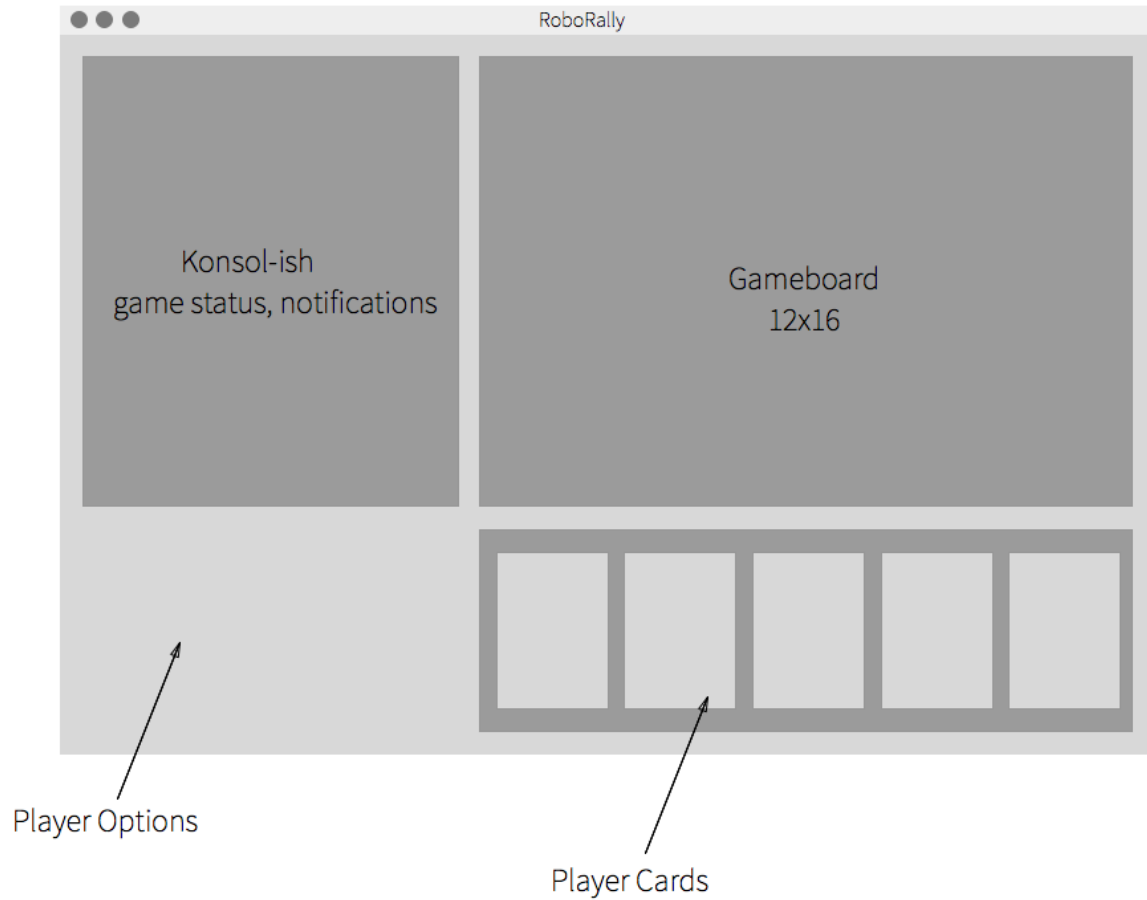 RoboRally
Konsol-ish
game status, notifications
Gameboard
12x16
Player Options
Player Cards